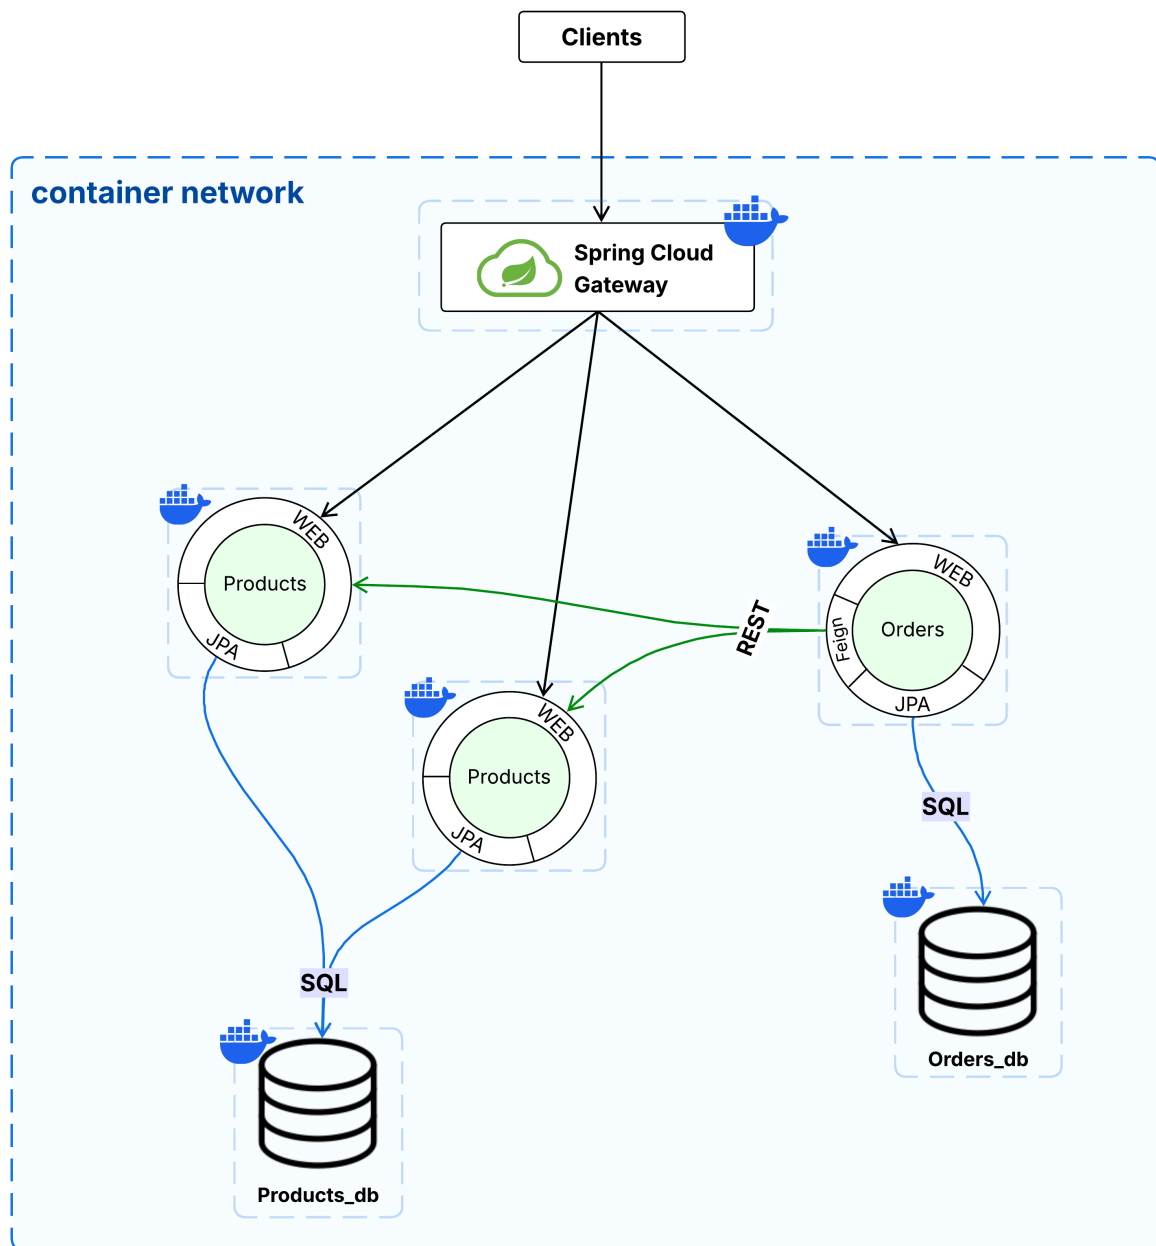 Clients
container network
Spring Cloud
Gateway
WEB
Products
JPA
WEB
Orders
Feign
JPA
REST
WEB
Products
JPA
SQL
SQL
Orders_db
Products_db